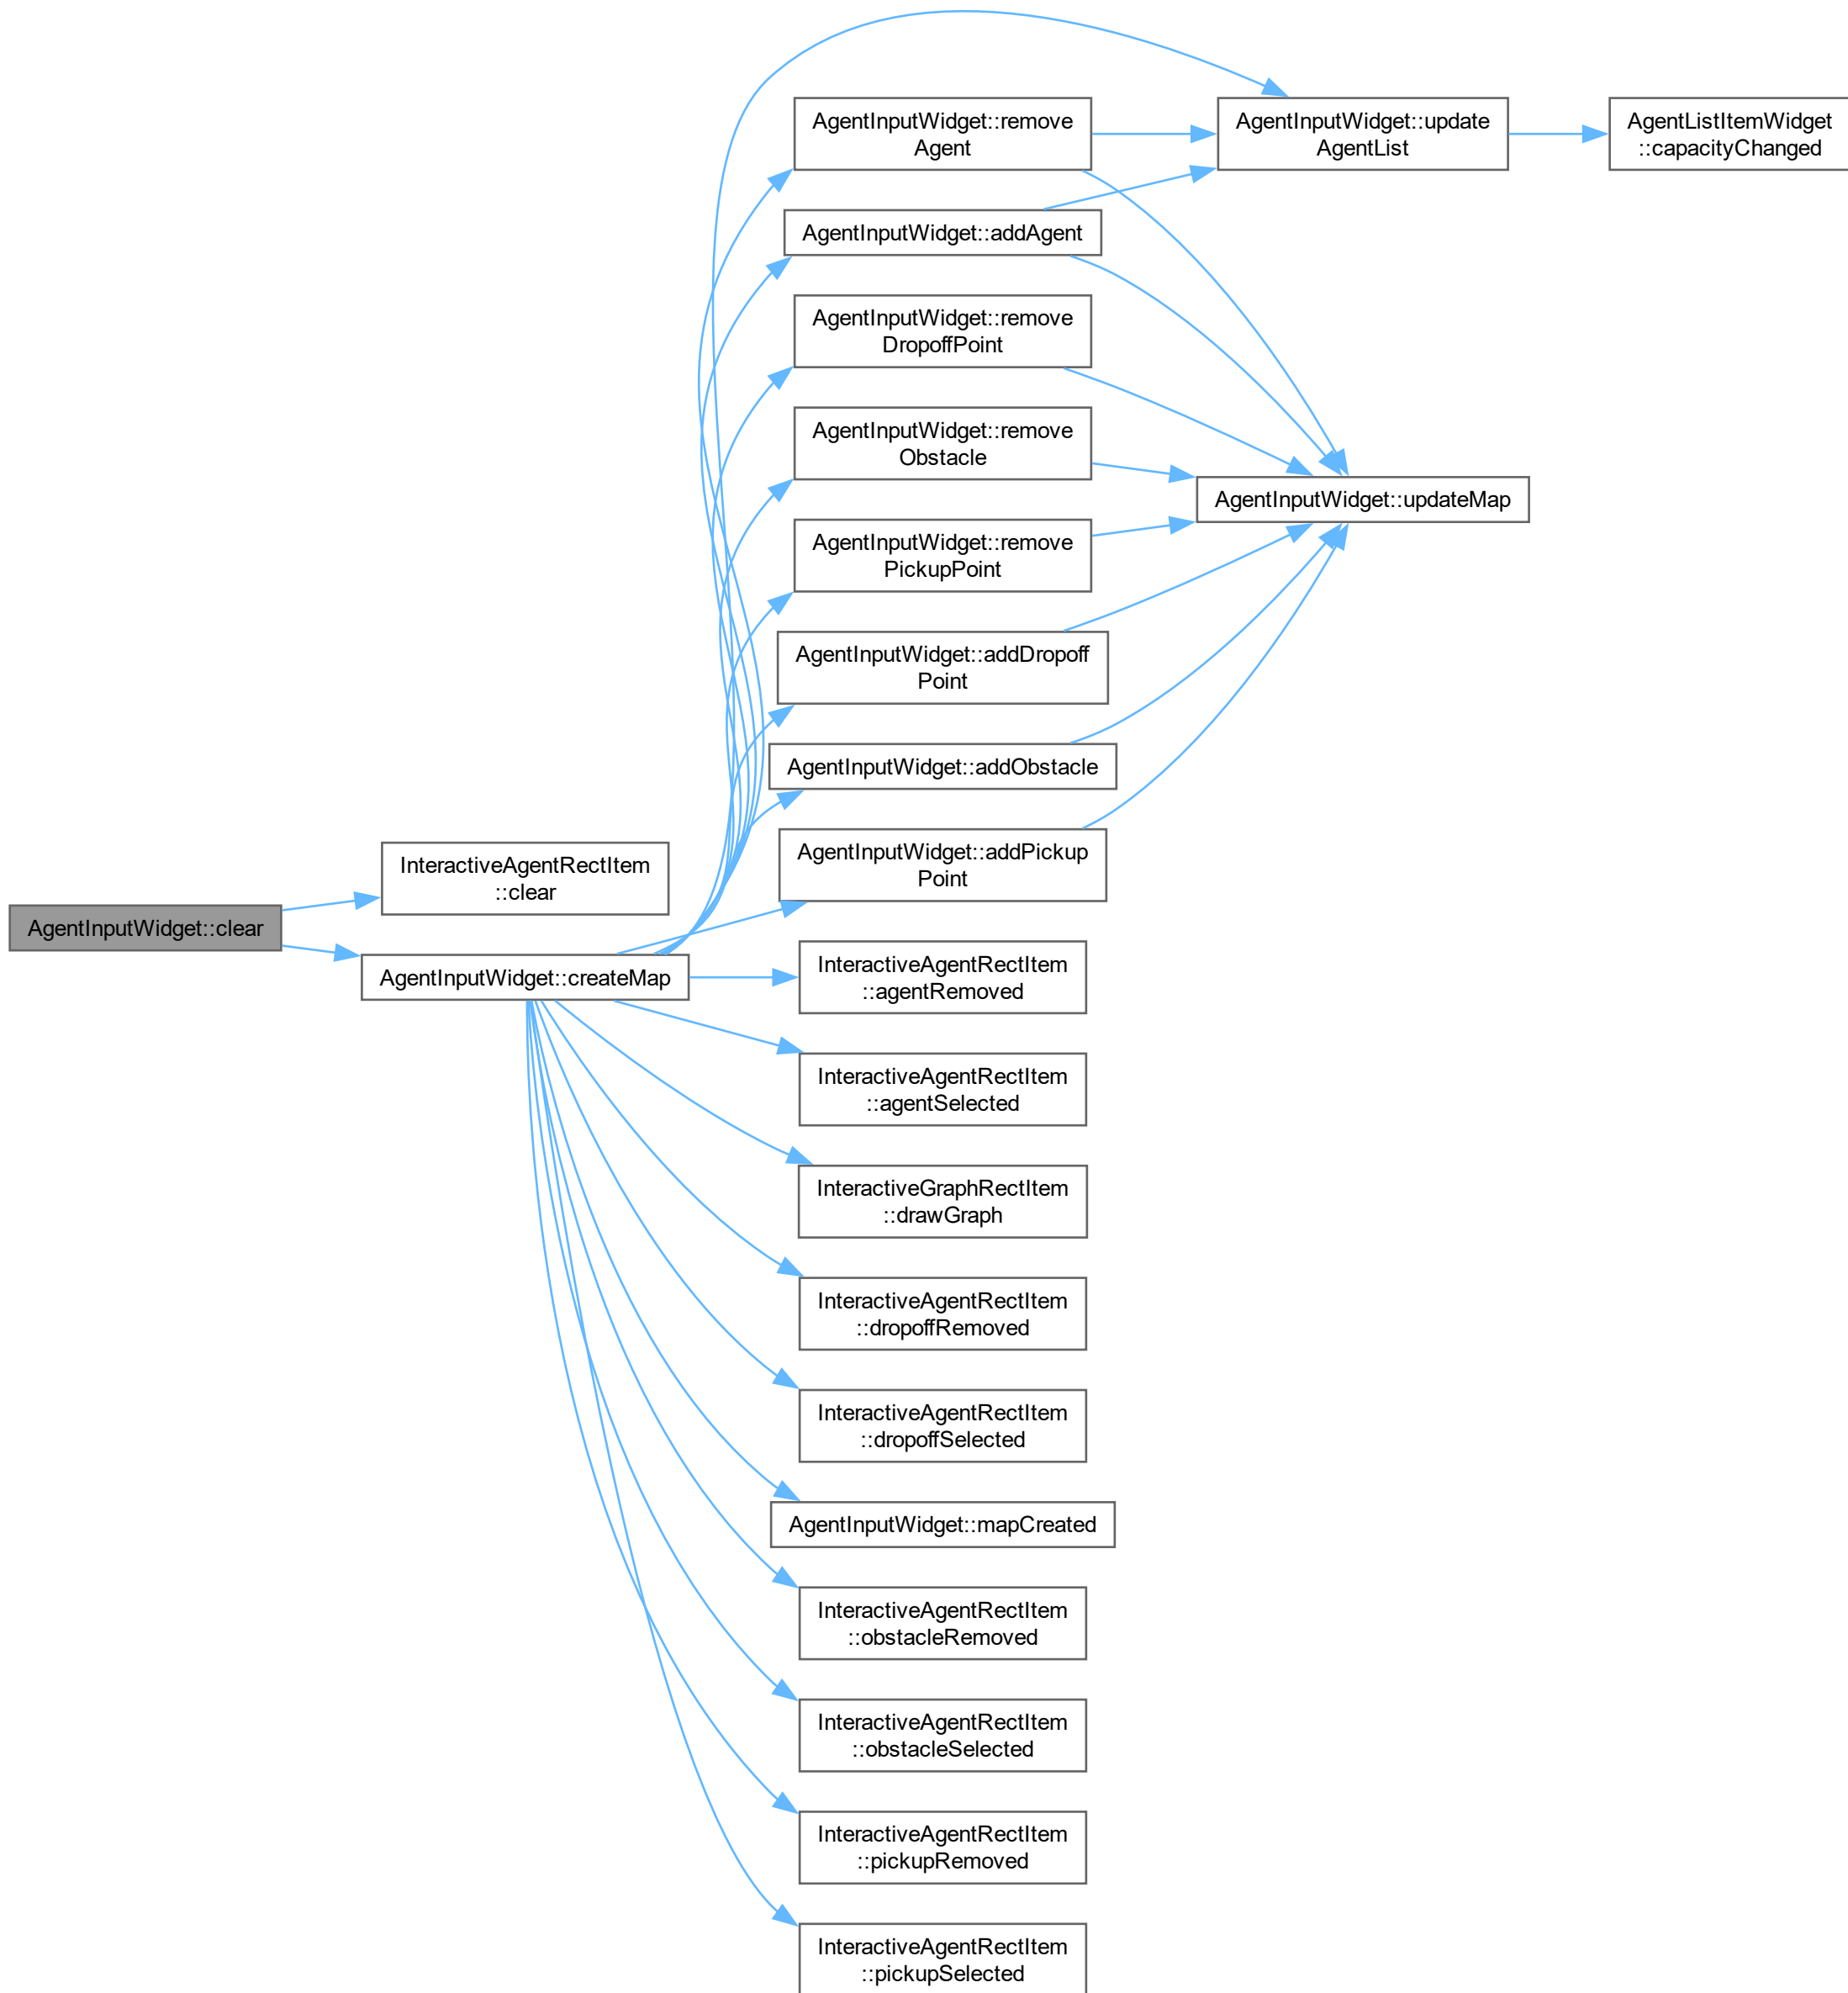 AgentInputWidget::clear
InteractiveAgentRectItem
::clear
AgentInputWidget::createMap
AgentInputWidget::remove
Agent
AgentInputWidget::addAgent
AgentInputWidget::remove
DropoffPoint
AgentInputWidget::remove
Obstacle
AgentInputWidget::remove
PickupPoint
AgentInputWidget::addDropoff
Point
AgentInputWidget::addObstacle
AgentInputWidget::addPickup
Point
InteractiveAgentRectItem
::agentRemoved
InteractiveAgentRectItem
::agentSelected
InteractiveGraphRectItem
::drawGraph
InteractiveAgentRectItem
::dropoffRemoved
InteractiveAgentRectItem
::dropoffSelected
AgentInputWidget::mapCreated
InteractiveAgentRectItem
::obstacleRemoved
InteractiveAgentRectItem
::obstacleSelected
InteractiveAgentRectItem
::pickupRemoved
InteractiveAgentRectItem
::pickupSelected
AgentInputWidget::update
AgentList
AgentInputWidget::updateMap
AgentListItemWidget
::capacityChanged